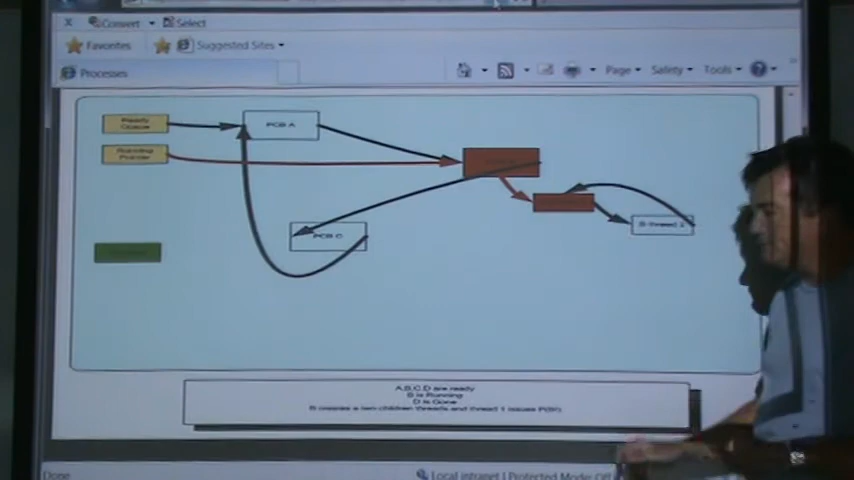 Convert Select
Favorites Suggested Sites
Processes
Page Safety Tools
Ready
Queue
PCB A
Running
Pointer
PCB C
B thread 2
A,B,C,D are ready
B is Running
D is Gone
Done
Local intranet | Protected Mode: Off